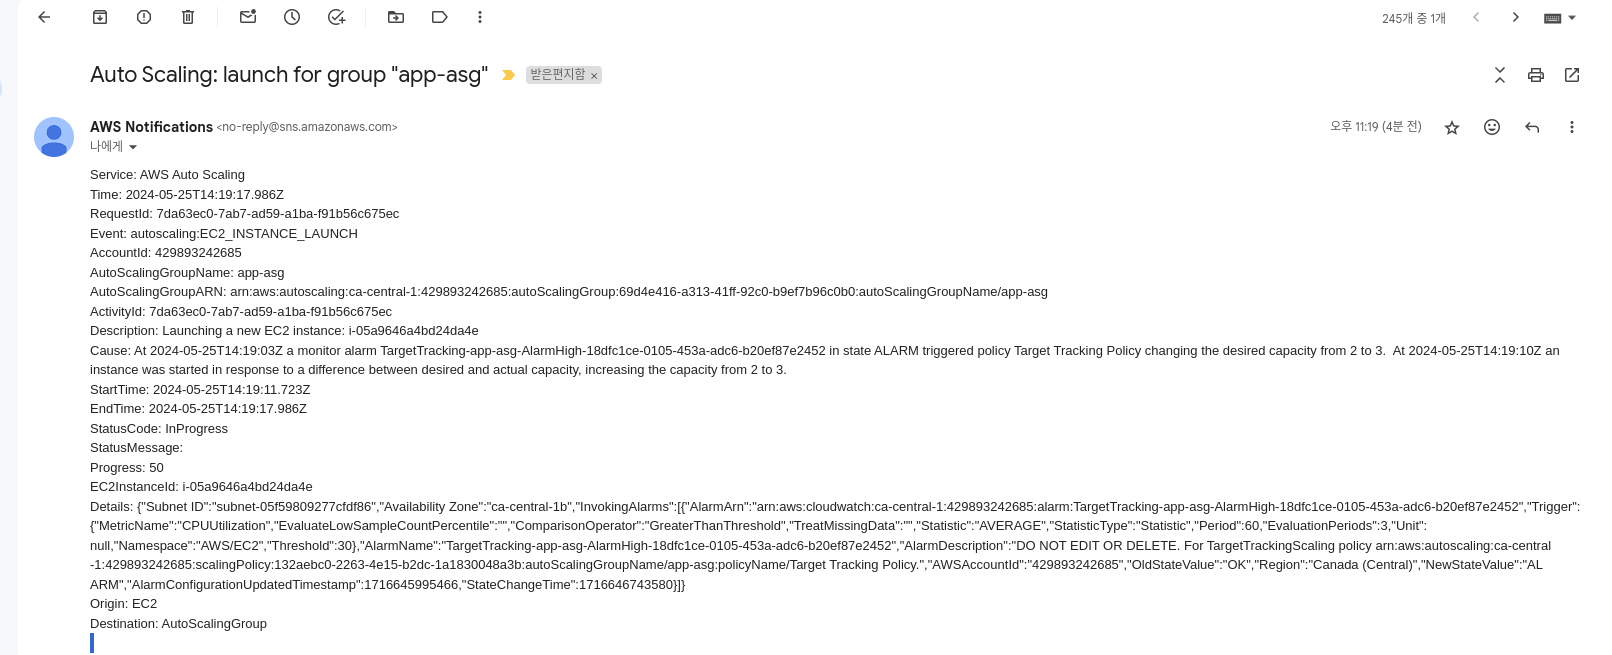 245개 중 1개
Auto Scaling: launch for group "app-asg" 받은편지함 ×
AWS Notifications <no-reply@sns.amazonaws.com> 오후 11:19 (4분 전)
나에게
Service: AWS Auto Scaling
Time: 2024-05-25T14:19:17.986Z
RequestId: 7da63ec0-7ab7-ad59-a1ba-f91b56c675ec
Event: autoscaling:EC2_INSTANCE_LAUNCH
AccountId: 429893242685
AutoScalingGroupName: app-asg
AutoScalingGroupARN: arn:aws:autoscaling:ca-central-1:429893242685:autoScalingGroup:69d4e416-a313-41ff-92c0-b9ef7b96c0b0:autoScalingGroupName/app-asg
ActivityId: 7da63ec0-7ab7-ad59-a1ba-f91b56c675ec
Description: Launching a new EC2 instance: i-05a9646a4bd24da4e
Cause: At 2024-05-25T14:19:03Z a monitor alarm TargetTracking-app-asg-AlarmHigh-18dfc1ce-0105-453a-adc6-b20ef87e2452 in state ALARM triggered policy Target Tracking Policy changing the desired capacity from 2 to 3.  At 2024-05-25T14:19:10Z an
instance was started in response to a difference between desired and actual capacity, increasing the capacity from 2 to 3.
StartTime: 2024-05-25T14:19:11.723Z
EndTime: 2024-05-25T14:19:17.986Z
StatusCode: InProgress
StatusMessage:
Progress: 50
EC2InstanceId: i-05a9646a4bd24da4e
Details: {"Subnet ID":"subnet-05f59809277cfdf86","Availability Zone":"ca-central-1b","InvokingAlarms":[{"AlarmArn":"arn:aws:cloudwatch:ca-central-1:429893242685:alarm:TargetTracking-app-asg-AlarmHigh-18dfc1ce-0105-453a-adc6-b20ef87e2452","Trigger":
{"MetricName":"CPUUtilization","EvaluateLowSampleCountPercentile":"","ComparisonOperator":"GreaterThanThreshold","TreatMissingData":"","Statistic":"AVERAGE","StatisticType":"Statistic","Period":60,"EvaluationPeriods":3,"Unit":
null,"Namespace":"AWS/EC2","Threshold":30},"AlarmName":"TargetTracking-app-asg-AlarmHigh-18dfc1ce-0105-453a-adc6-b20ef87e2452","AlarmDescription":"DO NOT EDIT OR DELETE. For TargetTrackingScaling policy arn:aws:autoscaling:ca-central
-1:429893242685:scalingPolicy:132aebc0-2263-4e15-b2dc-1a1830048a3b:autoScalingGroupName/app-asg:policyName/Target Tracking Policy.","AWSAccountId":"429893242685","OldStateValue":"OK","Region":"Canada (Central)","NewStateValue":"AL
ARM","AlarmConfigurationUpdatedTimestamp":1716645995466,"StateChangeTime":1716646743580}]}
Origin: EC2
Destination: AutoScalingGroup